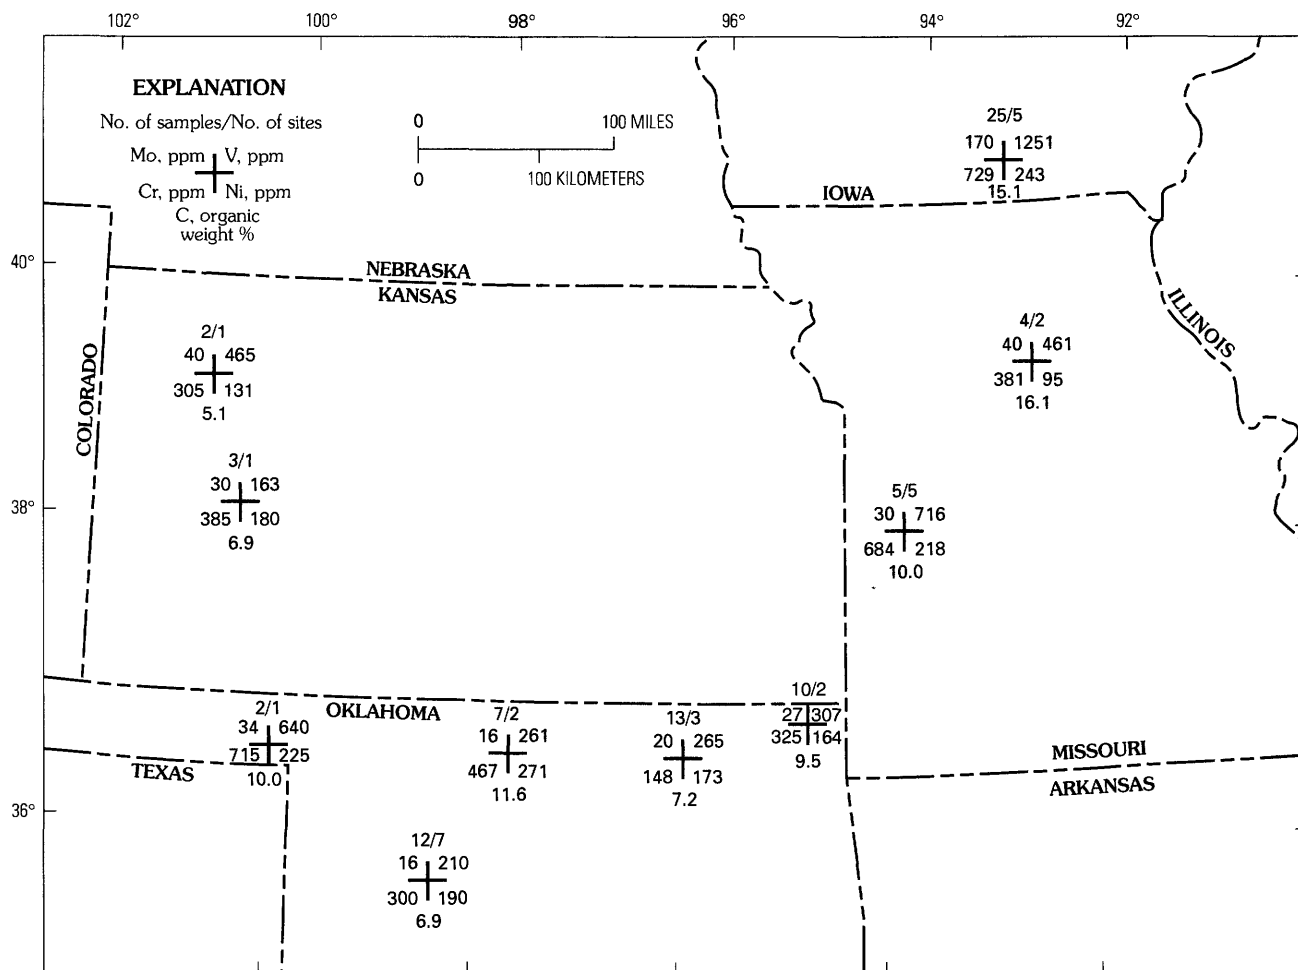 102° 100° 98° 96° 94° 92°
EXPLANATION
No. of samples/No. of sites
Mo, ppm V, ppm
Cr, ppm Ni, ppm
C, organic
weight %
0 100 MILES
0 100 KILOMETERS
25/5
170 1251
729 243
15.1
IOWA
40°
NEBRASKA
KANSAS
COLORADO
ILLINOIS
2/1
40 465
305 131
5.1
4/2
40 461
381 95
16.1
3/1
30 163
385 180
6.9
38°
5/5
30 716
684 218
10.0
OKLAHOMA
2/1
34 640
715 225
10.0
TEXAS
7/2
16 261
467 271
11.6
13/3
20 265
148 173
7.2
10/2
27 307
325 164
9.5
MISSOURI
ARKANSAS
36°
12/7
16 210
300 190
6.9